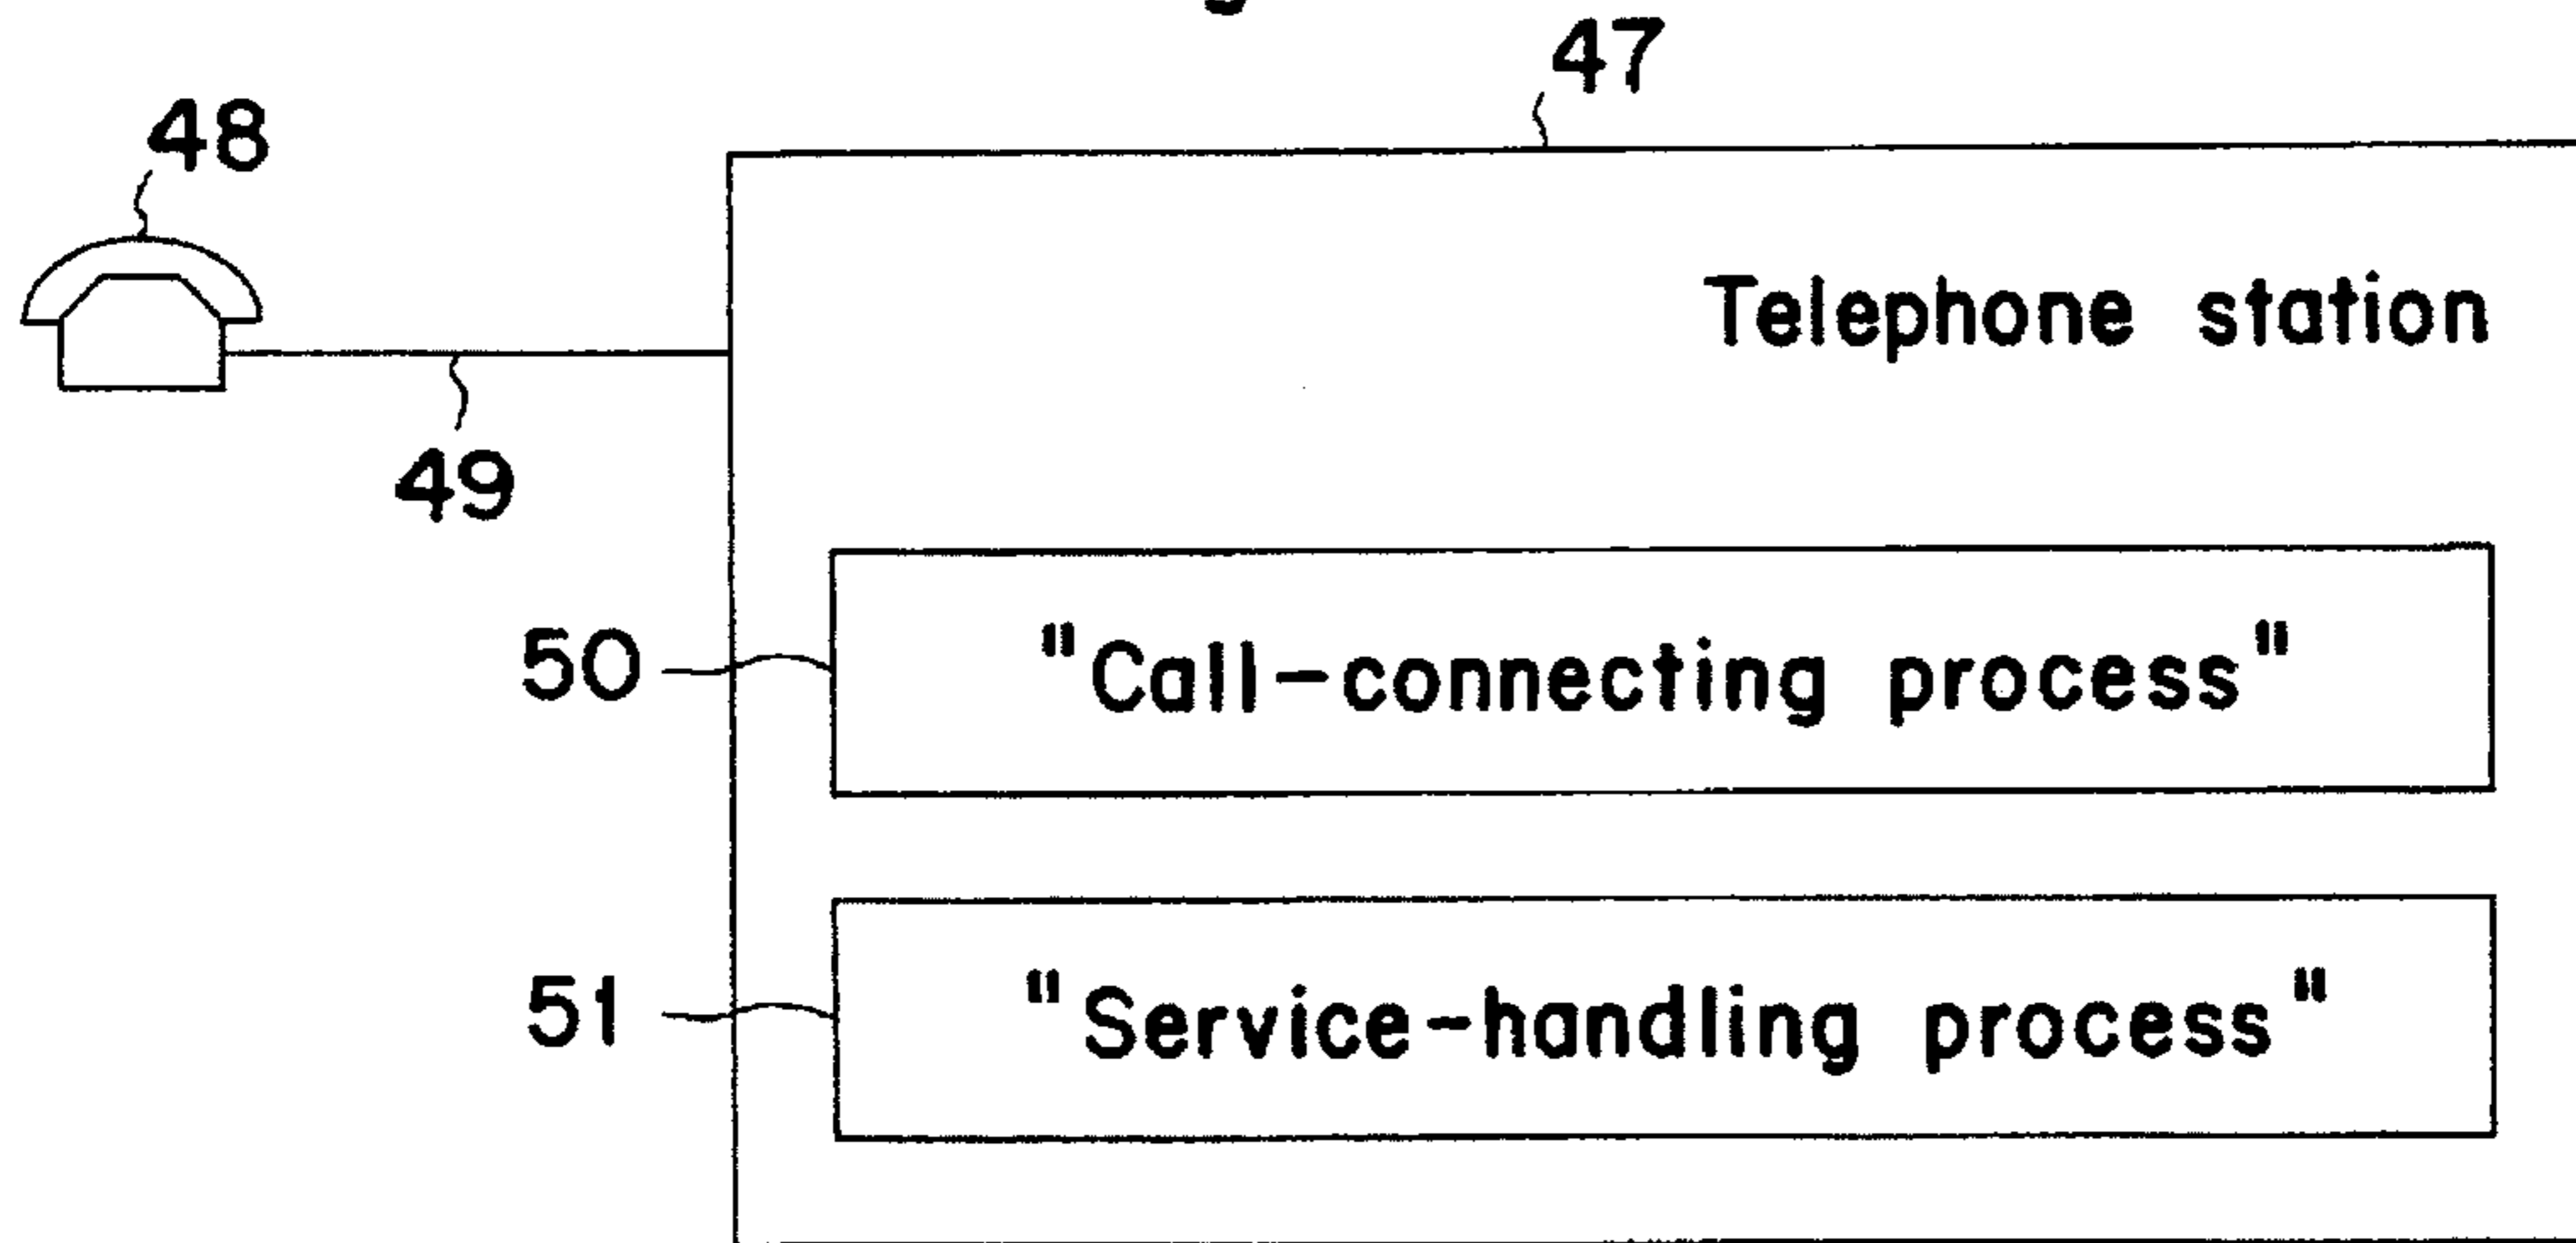 47
48
Telephone station
49
50 "Call-connecting process"
51 "Service-handling process"